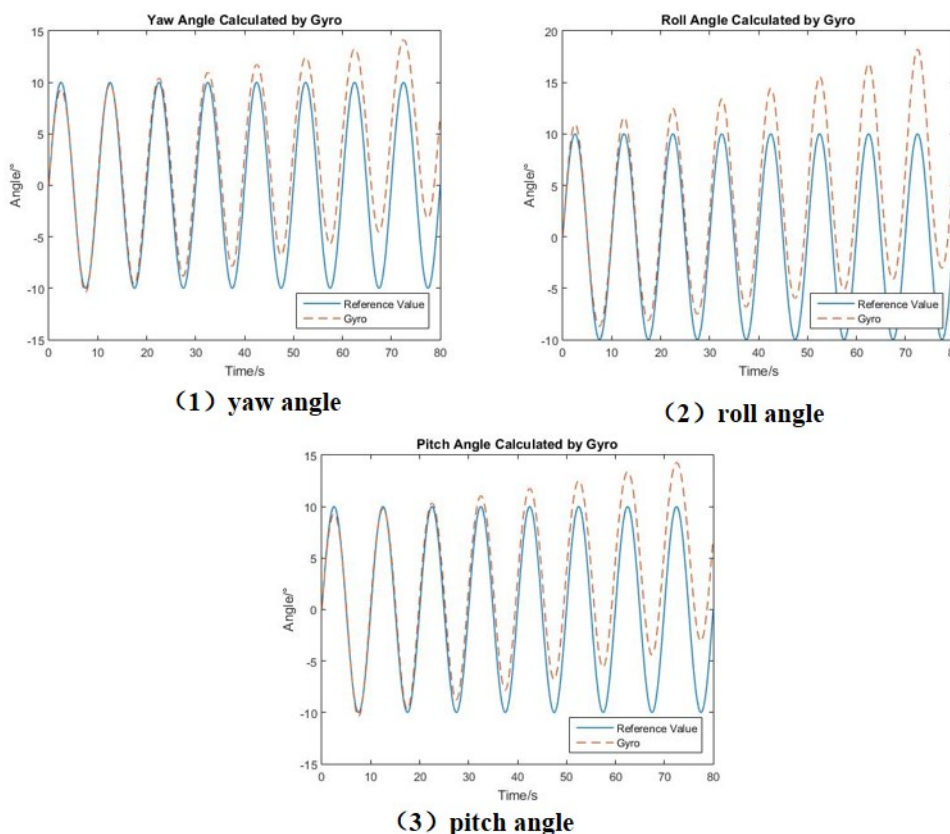 Yaw Angle Calculated by Gyro
15
10
5
0
-5
-10
-15
Angle/°
Reference Value
Gyro
0 10 20 30 40 50 60 70 80
Time/s
（1）yaw angle
Roll Angle Calculated by Gyro
20
15
10
5
0
-5
-10
Angle/°
Reference Value
Gyro
0 10 20 30 40 50 60 70 80
Time/s
（2）roll angle
Pitch Angle Calculated by Gyro
15
10
5
0
-5
-10
-15
Angle/°
Reference Value
Gyro
0 10 20 30 40 50 60 70 80
Time/s
（3）pitch angle